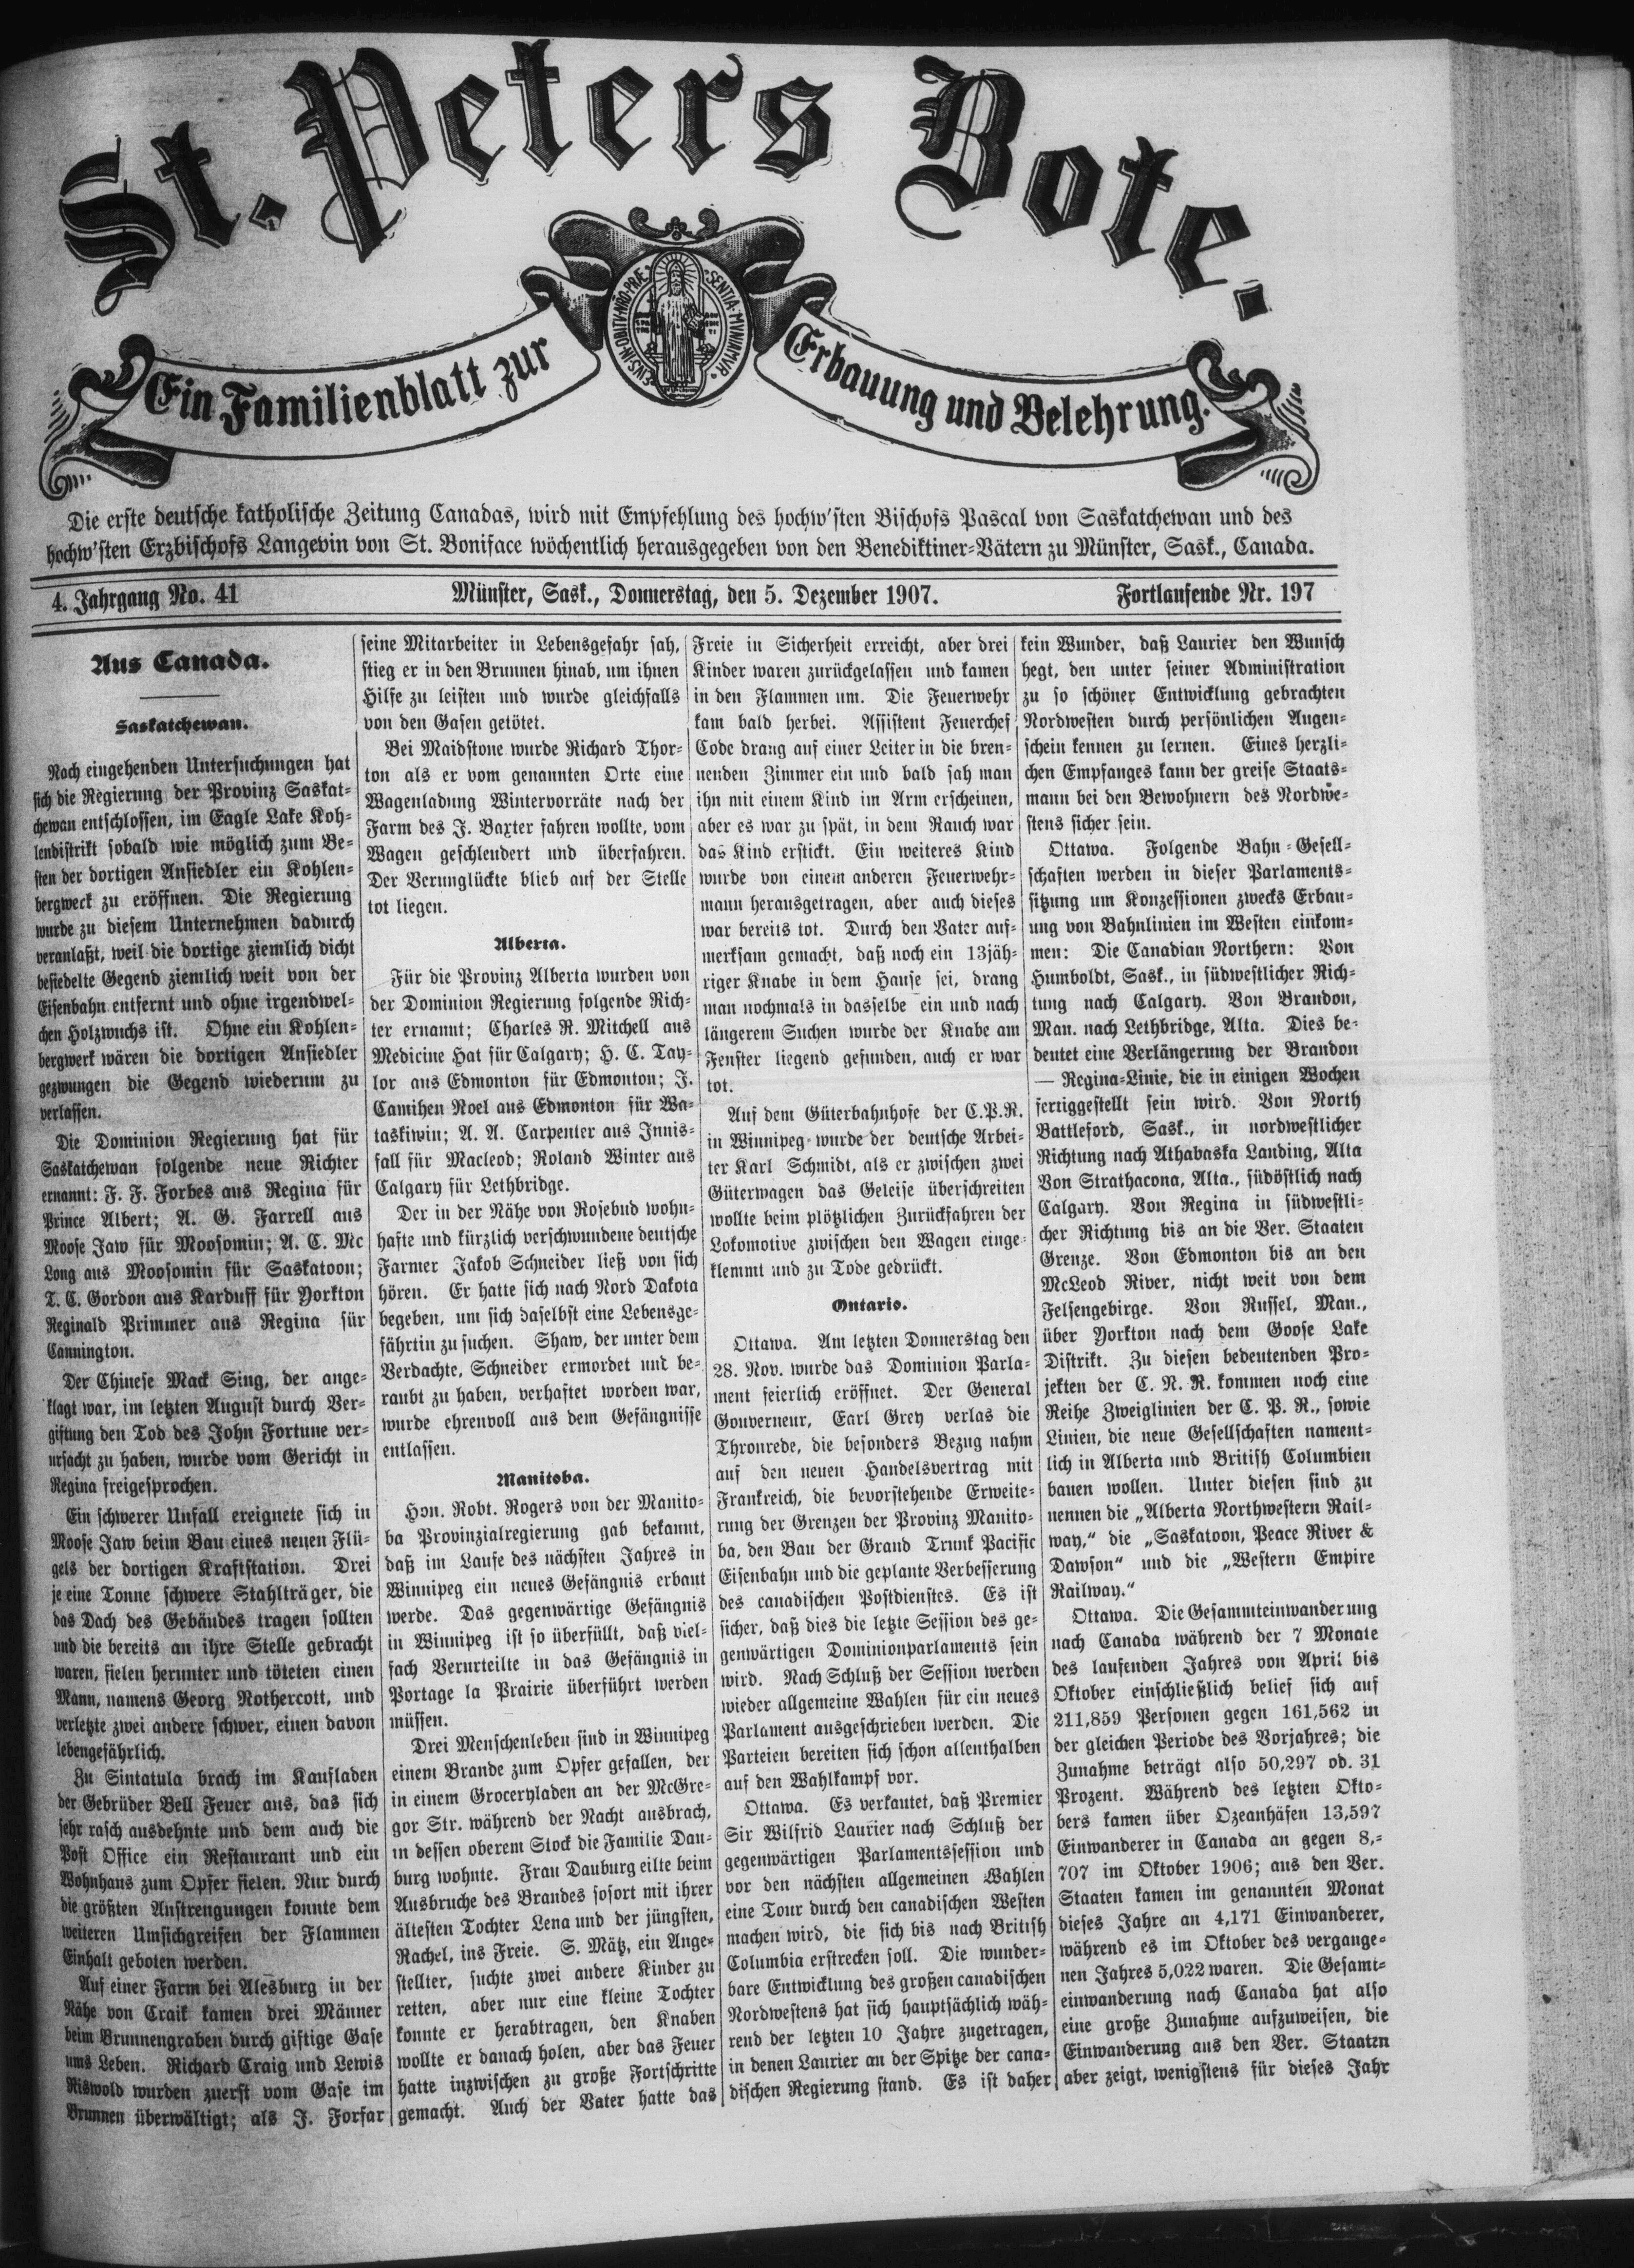 St. Peters Bote.
Ein Familienblatt zur Erbauung und Belehrung.
EIVS·IN·OBITV·NRO·PRÆ SENTIA·MVNIAMVR
Die erste deutsche katholische Zeitung Canadas, wird mit Empfehlung des hochw'sten Bischofs Pascal von Saskatchewan und des
hochw'sten Erzbischofs Langevin von St. Boniface wöchentlich herausgegeben von den Benediktiner-Vätern zu Münster, Sask., Canada.
4. Jahrgang No. 41 Münster, Sask., Donnerstag, den 5. Dezember 1907. Fortlaufende Nr. 197
Aus Canada.
Saskatchewan.
Nach eingehenden Untersuchungen hat
sich die Regierung der Provinz Saskat-
chewan entschlossen, im Eagle Lake Koh-
lendistrikt sobald wie möglich zum Be-
sten der dortigen Ansiedler ein Kohlen-
bergweck zu eröffnen. Die Regierung
wurde zu diesem Unternehmen dadurch
veranlaßt, weil die dortige ziemlich dicht
besiedelte Gegend ziemlich weit von der
Eisenbahn entfernt und ohne irgendwel-
chen Holzwuchs ist. Ohne ein Kohlen-
bergwerk wären die dortigen Ansiedler
gezwungen die Gegend wiederum zu
verlassen.
Die Dominion Regierung hat für
Saskatchewan folgende neue Richter
ernannt: F. F. Forbes aus Regina für
Prince Albert; A. G. Farrell aus
Moose Jaw für Moosomin; A. C. Mc
Long aus Moosomin für Saskatoon;
T. C. Gordon aus Karduff für Yorkton
Reginald Primmer aus Regina für
Cannington.
Der Chinese Mack Sing, der ange-
klagt war, im letzten August durch Ver-
giftung den Tod des John Fortune ver-
ursacht zu haben, wurde vom Gericht in
Regina freigesprochen.
Ein schwerer Unfall ereignete sich in
Moose Jaw beim Bau eines neuen Flü-
gels der dortigen Kraftstation. Drei
je eine Tonne schwere Stahlträger, die
das Dach des Gebäudes tragen sollten
und die bereits an ihre Stelle gebracht
waren, fielen herunter und töteten einen
Mann, namens Georg Nothercott, und
verletzte zwei andere schwer, einen davon
lebengefährlich.
Zu Sintatula brach im Kaufladen
der Gebrüder Bell Feuer aus, das sich
sehr rasch ausdehnte und dem auch die
Post Office ein Restaurant und ein
Wohnhaus zum Opfer fielen. Nur durch
die größten Anstrengungen konnte dem
weiteren Umsichgreifen der Flammen
Einhalt geboten werden.
Auf einer Farm bei Alesburg in der
Nähe von Craik kamen drei Männer
beim Brunnengraben durch giftige Gase
ums Leben. Richard Craig und Lewis
Riswold wurden zuerst vom Gase im
Brunnen überwältigt; als J. Forfar
seine Mitarbeiter in Lebensgefahr sah,
stieg er in den Brunnen hinab, um ihnen
Hilfe zu leisten und wurde gleichfalls
von den Gasen getötet.
Bei Maidstone wurde Richard Thor-
ton als er vom genannten Orte eine
Wagenladung Wintervorräte nach der
Farm des J. Baxter fahren wollte, vom
Wagen geschleudert und überfahren.
Der Verunglückte blieb auf der Stelle
tot liegen.
Alberta.
Für die Provinz Alberta wurden von
der Dominion Regierung folgende Rich-
ter ernannt; Charles R. Mitchell aus
Medicine Hat für Calgary; H. C. Tay-
lor aus Edmonton für Edmonton; J.
Camihen Noel aus Edmonton für Wa-
taskiwin; A. A. Carpenter aus Innis-
fall für Macleod; Roland Winter aus
Calgary für Lethbridge.
Der in der Nähe von Rosebud wohn-
hafte und kürzlich verschwundene deutsche
Farmer Jakob Schneider ließ von sich
hören. Er hatte sich nach Nord Dakota
begeben, um sich daselbst eine Lebensge-
fährtin zu suchen. Shaw, der unter dem
Verdachte, Schneider ermordet und be-
raubt zu haben, verhaftet worden war,
wurde ehrenvoll aus dem Gefängnisse
entlassen.
Manitoba.
Hon. Robt. Rogers von der Manito-
ba Provinzialregierung gab bekannt,
daß im Laufe des nächsten Jahres in
Winnipeg ein neues Gefängnis erbaut
werde. Das gegenwärtige Gefängnis
in Winnipeg ist so überfüllt, daß viel-
fach Verurteilte in das Gefängnis in
Portage la Prairie überführt werden
müssen.
Drei Menschenleben sind in Winnipeg
einem Brande zum Opfer gefallen, der
in einem Groceryladen an der McGre-
gor Str. während der Nacht ausbrach,
in dessen oberem Stock die Familie Dau-
burg wohnte. Frau Dauburg eilte beim
Ausbruche des Brandes sofort mit ihrer
ältesten Tochter Lena und der jüngsten,
Rachel, ins Freie. S. Mätz, ein Ange-
stellter, suchte zwei andere Kinder zu
retten, aber nur eine kleine Tochter
konnte er herabtragen, den Knaben
wollte er danach holen, aber das Feuer
hatte inzwischen zu große Fortschritte
gemacht. Auch der Vater hatte das
Freie in Sicherheit erreicht, aber drei
Kinder waren zurückgelassen und kamen
in den Flammen um. Die Feuerwehr
kam bald herbei. Assistent Feuerchef
Code drang auf einer Leiter in die bren-
nenden Zimmer ein und bald sah man
ihn mit einem Kind im Arm erscheinen,
aber es war zu spät, in dem Rauch war
das Kind erstickt. Ein weiteres Kind
wurde von einem anderen Feuerwehr-
mann herausgetragen, aber auch dieses
war bereits tot. Durch den Vater auf-
merksam gemacht, daß noch ein 13jäh-
riger Knabe in dem Hause sei, drang
man nochmals in dasselbe ein und nach
längerem Suchen wurde der Knabe am
Fenster liegend gefunden, auch er war
tot.
Auf dem Güterbahnhofe der C.P.R.
in Winnipeg wurde der deutsche Arbei-
ter Karl Schmidt, als er zwischen zwei
Güterwagen das Geleise überschreiten
wollte beim plötzlichen Zurückfahren der
Lokomotive zwischen den Wagen einge-
klemmt und zu Tode gedrückt.
Ontario.
Ottawa. Am letzten Donnerstag den
28. Nov. wurde das Dominion Parla-
ment feierlich eröffnet. Der General
Gouverneur, Earl Grey verlas die
Thronrede, die besonders Bezug nahm
auf den neuen Handelsvertrag mit
Frankreich, die bevorstehende Erweite-
rung der Grenzen der Provinz Manito-
ba, den Bau der Grand Trunk Pacific
Eisenbahn und die geplante Verbesserung
des canadischen Postdienstes. Es ist
sicher, daß dies die letzte Session des ge-
genwärtigen Dominionparlaments sein
wird. Nach Schluß der Session werden
wieder allgemeine Wahlen für ein neues
Parlament ausgeschrieben werden. Die
Parteien bereiten sich schon allenthalben
auf den Wahlkampf vor.
Ottawa. Es verlautet, daß Premier
Sir Wilfrid Laurier nach Schluß der
gegenwärtigen Parlamentssession und
vor den nächsten allgemeinen Wahlen
eine Tour durch den canadischen Westen
machen wird, die sich bis nach British
Columbia erstrecken soll. Die wunder-
bare Entwicklung des großen canadischen
Nordwestens hat sich hauptsächlich wäh-
rend der letzten 10 Jahre zugetragen,
in denen Laurier an der Spitze der cana-
dischen Regierung stand. Es ist daher
kein Wunder, daß Laurier den Wunsch
hegt, den unter seiner Administration
zu so schöner Entwicklung gebrachten
Nordwesten durch persönlichen Augen-
schein kennen zu lernen. Eines herzli-
chen Empfanges kann der greise Staats-
mann bei den Bewohnern des Nordwe-
stens sicher sein.
Ottawa. Folgende Bahn-Gesell-
schaften werden in dieser Parlaments-
sitzung um Konzessionen zwecks Erbau-
ung von Bahnlinien im Westen einkom-
men: Die Canadian Northern: Von
Humboldt, Sask., in südwestlicher Rich-
tung nach Calgary. Von Brandon,
Man. nach Lethbridge, Alta. Dies be-
deutet eine Verlängerung der Brandon
— Regina-Linie, die in einigen Wochen
fertiggestellt sein wird. Von North
Battleford, Sask., in nordwestlicher
Richtung nach Athabaska Landing, Alta
Von Strathacona, Alta., südöstlich nach
Calgary. Von Regina in südwestli-
cher Richtung bis an die Ver. Staaten
Grenze. Von Edmonton bis an den
McLeod River, nicht weit von dem
Felsengebirge. Von Russel, Man.,
über Yorkton nach dem Goose Lake
Distrikt. Zu diesen bedeutenden Pro-
jekten der C. N. R. kommen noch eine
Reihe Zweiglinien der C. P. R., sowie
Linien, die neue Gesellschaften nament-
lich in Alberta und British Columbien
bauen wollen. Unter diesen sind zu
nennen die „Alberta Northwestern Rail-
way,“ die „Saskatoon, Peace River &
Dawson“ und die „Western Empire
Railway.“
Ottawa. Die Gesammteinwanderung
nach Canada während der 7 Monate
des laufenden Jahres von April bis
Oktober einschließlich belief sich auf
211,859 Personen gegen 161,562 in
der gleichen Periode des Vorjahres; die
Zunahme beträgt also 50,297 od. 31
Prozent. Während des letzten Okto-
bers kamen über Ozeanhäfen 13,597
Einwanderer in Canada an gegen 8,-
707 im Oktober 1906; aus den Ver.
Staaten kamen im genannten Monat
dieses Jahre an 4,171 Einwanderer,
während es im Oktober des vergange-
nen Jahres 5,022 waren. Die Gesamt-
einwanderung nach Canada hat also
eine große Zunahme aufzuweisen, die
Einwanderung aus den Ver. Staaten
aber zeigt, wenigstens für dieses Jahr